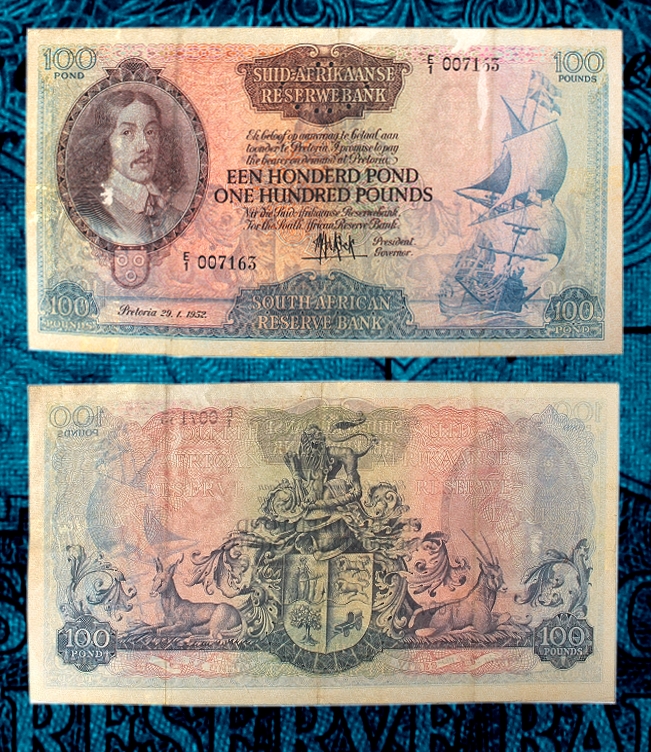 100
POND
SUID-AFRIKAANSE
RESERWEBANK
E/1 007163
100
POUNDS
Ek beloof op aanvraag te betaal aan
toonder te Pretoria. I promise to pay
the bearer on demand at Pretoria.
EEN HONDERD POND
ONE HUNDRED POUNDS
Vir die Suid-Afrikaanse Reserwebank.
For the South African Reserve Bank.
President.
Governor.
E/1 007163
100
POUNDS
Pretoria 29. 1. 1952.
SOUTH AFRICAN
RESERVE BANK
100
POND
100
POND
100
POUNDS
RESERVE BA